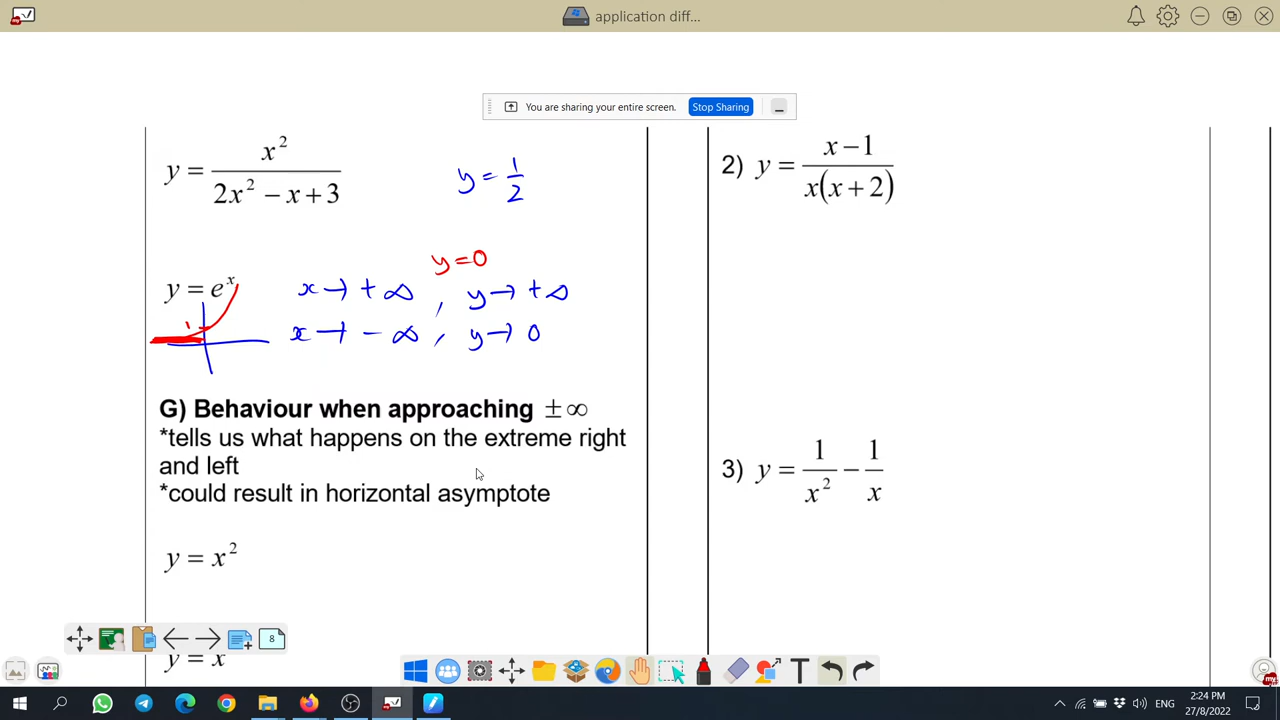 application diff...
You are sharing your entire screen. Stop Sharing
y = x² / (2x² − x + 3)
y = 1/2
y = 0
y = eˣ
x → + ∞ , y → + ∞
1
x → − ∞ , y → 0
G) Behaviour when approaching ± ∞
*tells us what happens on the extreme right
and left
*could result in horizontal asymptote
y = x²
y = x
2) y = (x − 1) / (x(x + 2))
3) y = 1/x² − 1/x
8
ENG
2:24 PM
27/8/2022